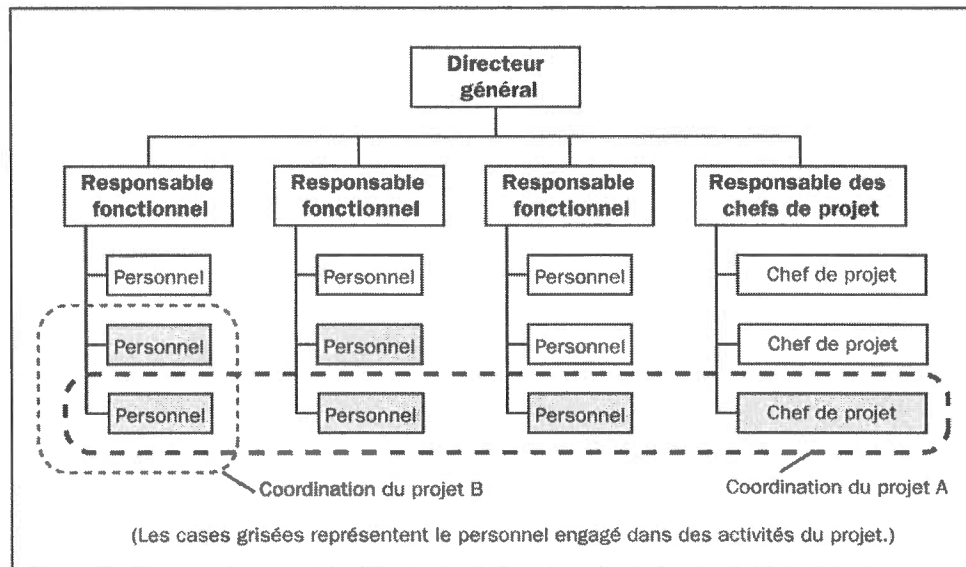 Directeur
général
Responsable
fonctionnel
Responsable
fonctionnel
Responsable
fonctionnel
Responsable des
chefs de projet
Personnel
Personnel
Personnel
Chef de projet
Personnel
Personnel
Personnel
Chef de projet
Personnel
Personnel
Personnel
Chef de projet
Coordination du projet B
Coordination du projet A
(Les cases grisées représentent le personnel engagé dans des activités du projet.)